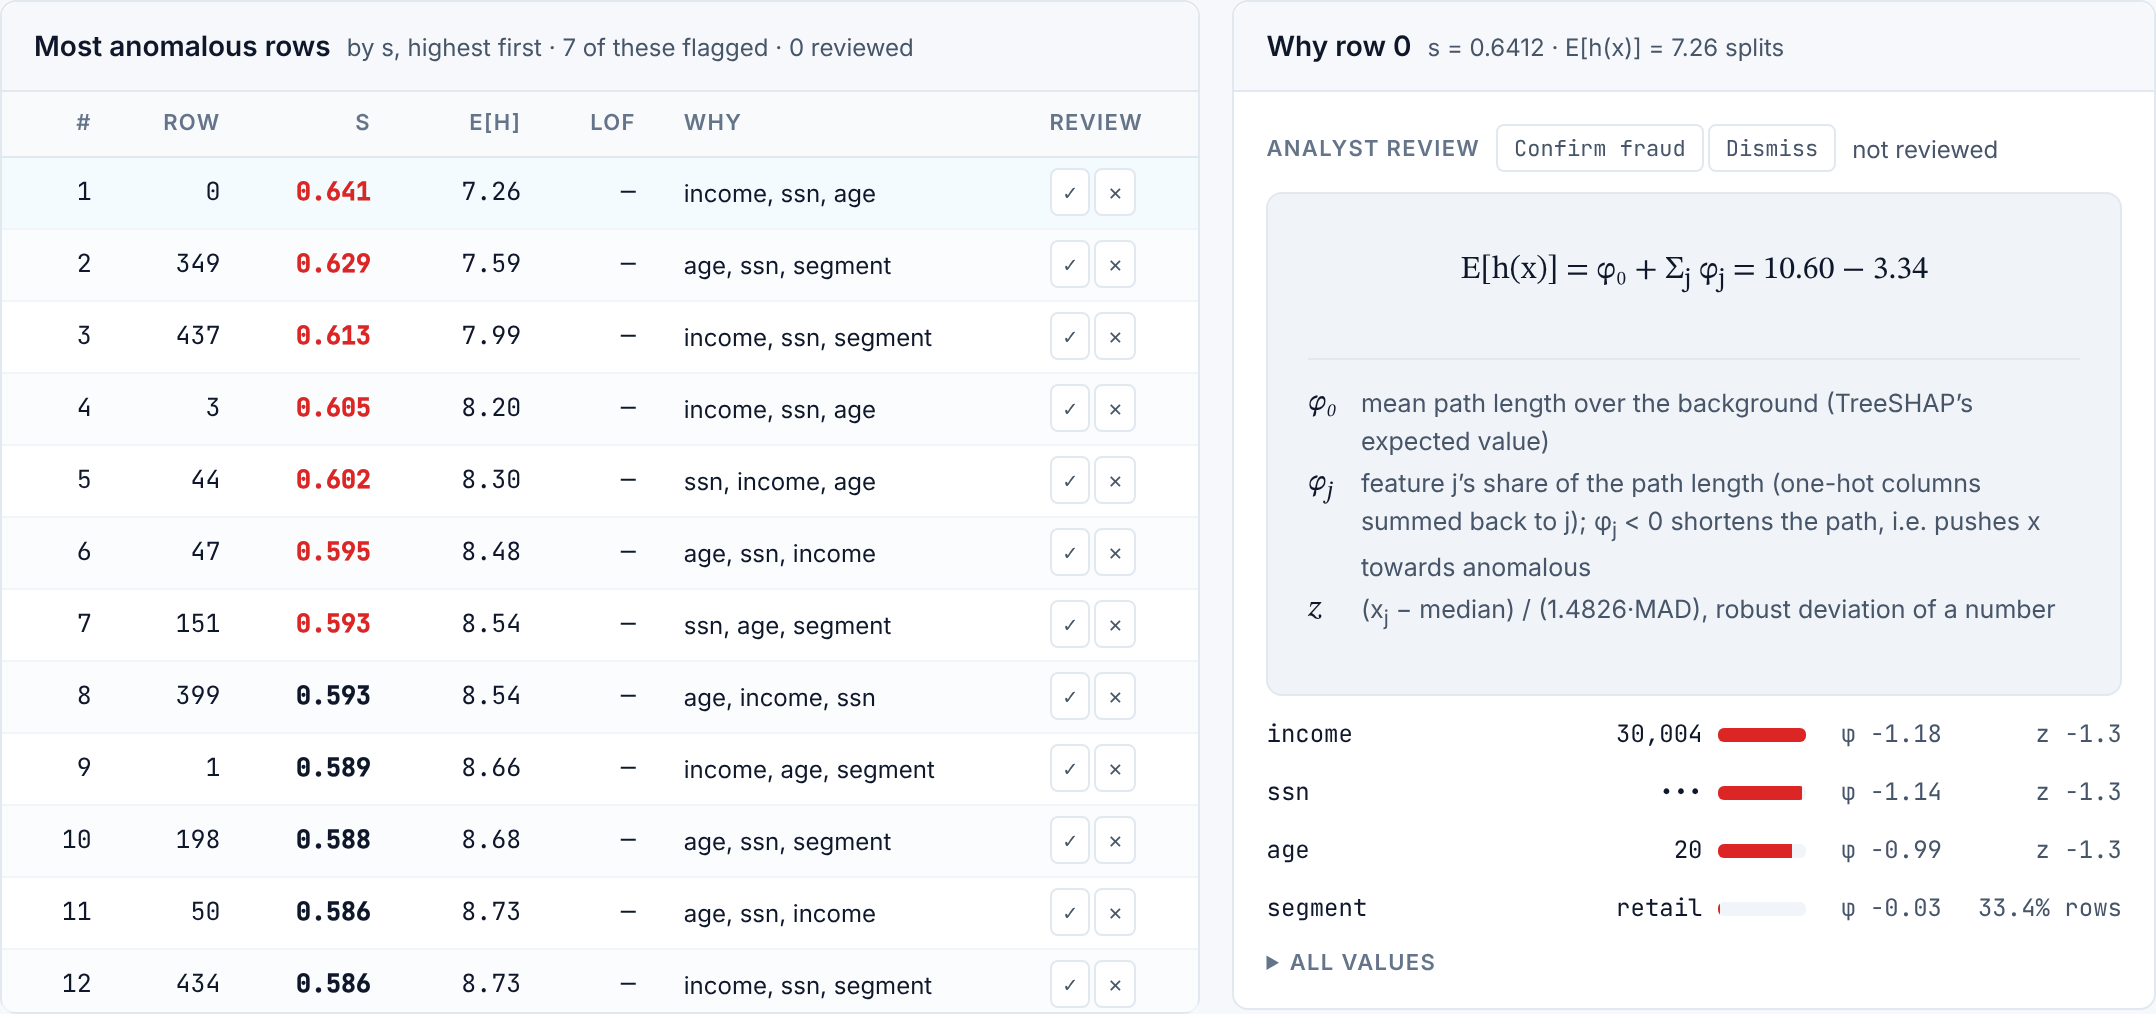 Most anomalous rows by s, highest first · 7 of these flagged · 0 reviewed
# ROW S E[H] LOF WHY REVIEW
1 0 0.641 7.26 — income, ssn, age ✓ ×
2 349 0.629 7.59 — age, ssn, segment ✓ ×
3 437 0.613 7.99 — income, ssn, segment ✓ ×
4 3 0.605 8.20 — income, ssn, age ✓ ×
5 44 0.602 8.30 — ssn, income, age ✓ ×
6 47 0.595 8.48 — age, ssn, income ✓ ×
7 151 0.593 8.54 — ssn, age, segment ✓ ×
8 399 0.593 8.54 — age, income, ssn ✓ ×
9 1 0.589 8.66 — income, age, segment ✓ ×
10 198 0.588 8.68 — age, ssn, segment ✓ ×
11 50 0.586 8.73 — age, ssn, income ✓ ×
12 434 0.586 8.73 — income, ssn, segment ✓ ×
Why row 0 s = 0.6412 · E[h(x)] = 7.26 splits
ANALYST REVIEW Confirm fraud Dismiss not reviewed
E[h(x)] = φ₀ + Σⱼ φⱼ = 10.60 − 3.34
φ₀ mean path length over the background (TreeSHAP’s
expected value)
φⱼ feature j’s share of the path length (one-hot columns
summed back to j); φⱼ < 0 shortens the path, i.e. pushes x
towards anomalous
z (xⱼ − median) / (1.4826·MAD), robust deviation of a number
income 30,004 φ -1.18 z -1.3
ssn ••• φ -1.14 z -1.3
age 20 φ -0.99 z -1.3
segment retail φ -0.03 33.4% rows
▶ ALL VALUES